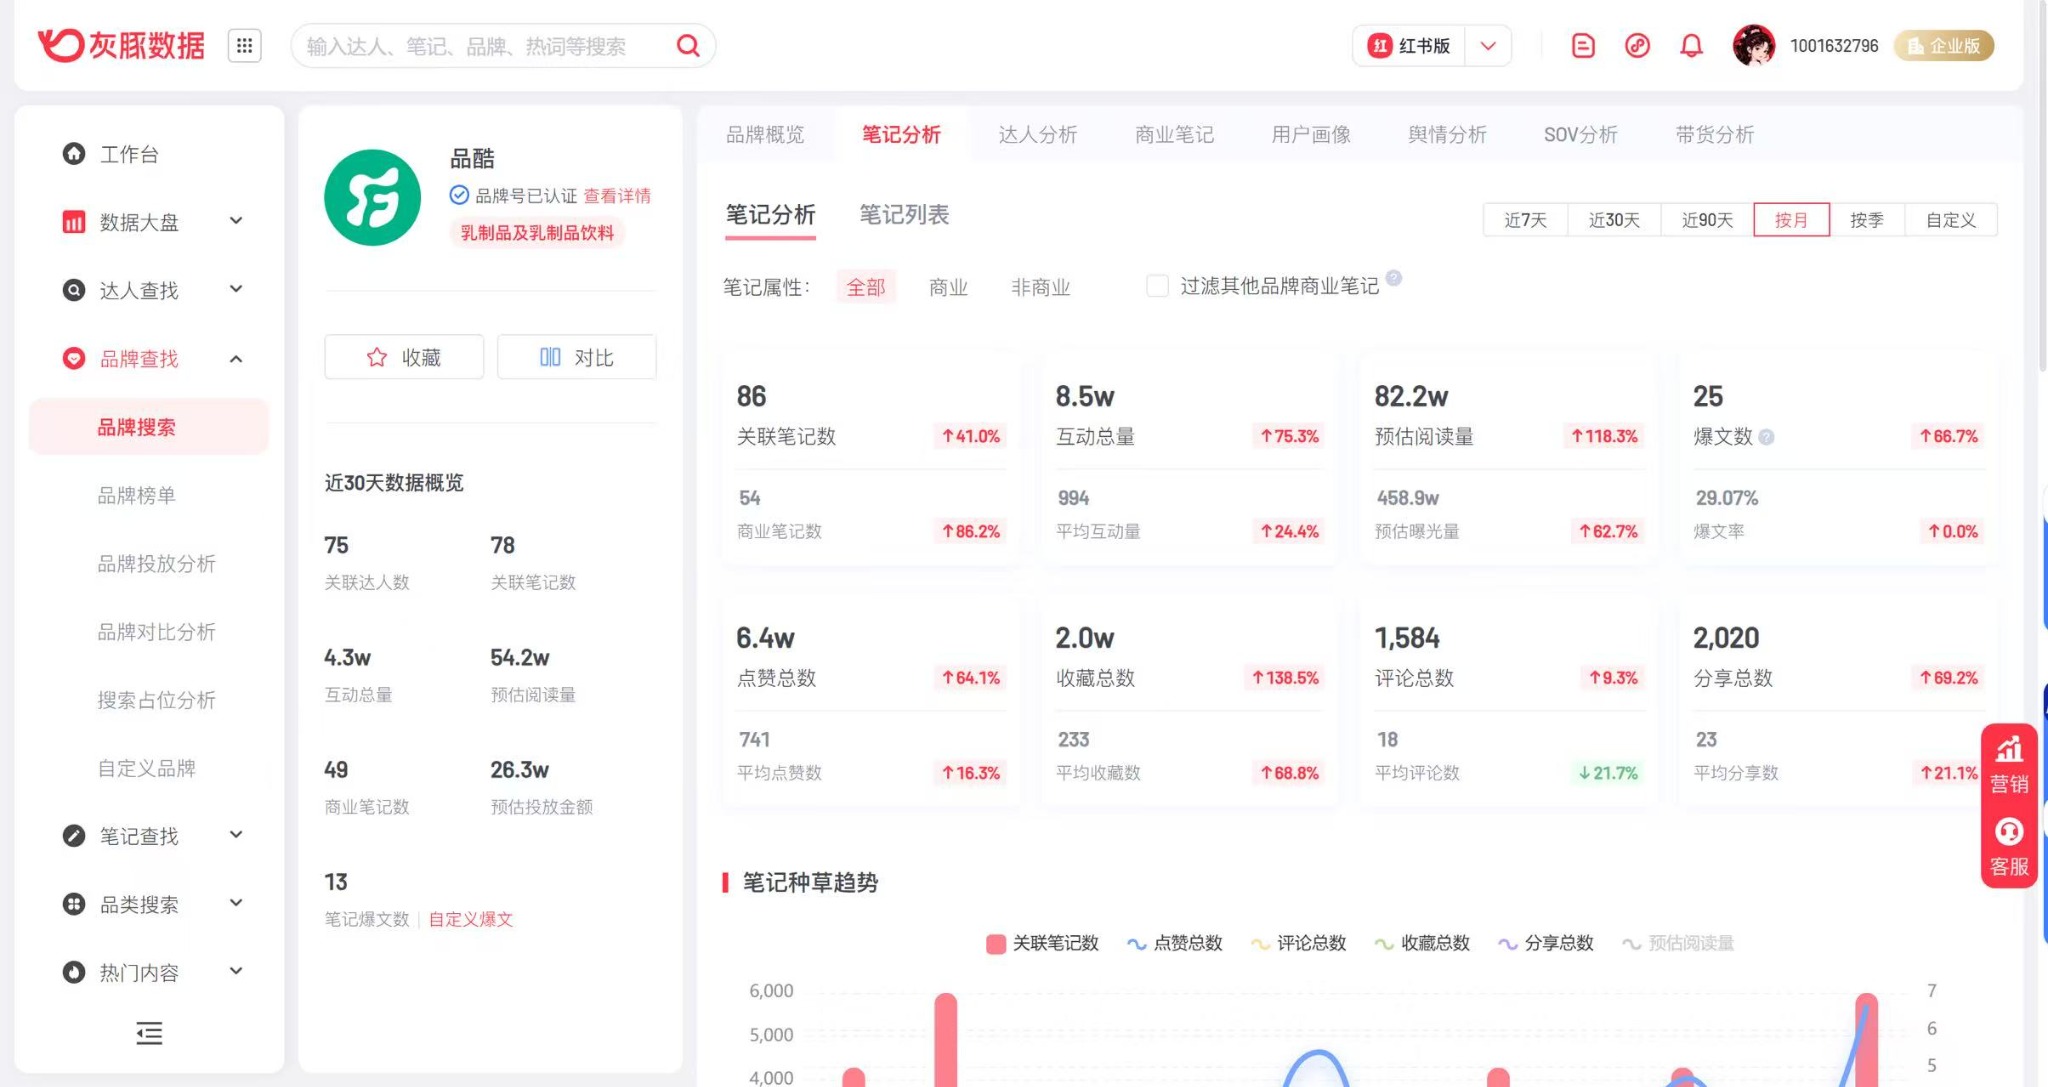 灰豚数据
输入达人、笔记、品牌、热词等搜索
红 红书版
1001632796
企业版
工作台
数据大盘
达人查找
品牌查找
品牌搜索
品牌榜单
品牌投放分析
品牌对比分析
搜索占位分析
自定义品牌
笔记查找
品类搜索
热门内容
品酷
品牌号已认证 查看详情
乳制品及乳制品饮料
收藏 对比
近30天数据概览
75 78
关联达人数 关联笔记数
4.3w 54.2w
互动总量 预估阅读量
49 26.3w
商业笔记数 预估投放金额
13
笔记爆文数 自定义爆文
品牌概览 笔记分析 达人分析 商业笔记 用户画像 舆情分析 SOV分析 带货分析
笔记分析 笔记列表
近7天 近30天 近90天 按月 按季 自定义
笔记属性： 全部 商业 非商业 过滤其他品牌商业笔记 ?
86 8.5w 82.2w 25
关联笔记数 ↑41.0% 互动总量 ↑75.3% 预估阅读量 ↑118.3% 爆文数 ? ↑66.7%
54 994 458.9w 29.07%
商业笔记数 ↑86.2% 平均互动量 ↑24.4% 预估曝光量 ↑62.7% 爆文率 ↑0.0%
6.4w 2.0w 1,584 2,020
点赞总数 ↑64.1% 收藏总数 ↑138.5% 评论总数 ↑9.3% 分享总数 ↑69.2%
741 233 18 23
平均点赞数 ↑16.3% 平均收藏数 ↑68.8% 平均评论数 ↓21.7% 平均分享数 ↑21.1%
营销
客服
笔记种草趋势
关联笔记数 点赞总数 评论总数 收藏总数 分享总数 预估阅读量
6,000 7
5,000 6
4,000 5